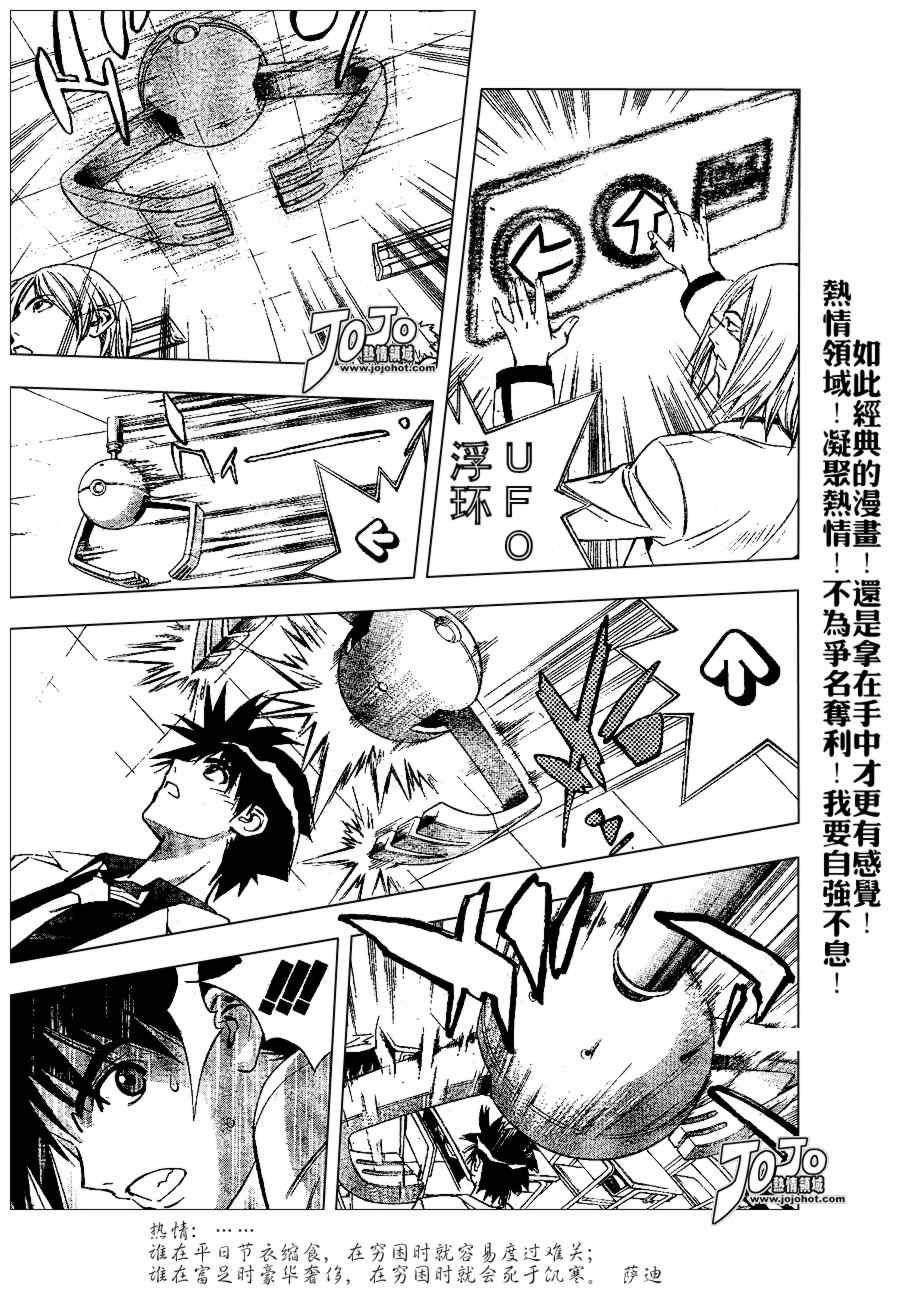 UFO
浮环
JOJO
熱情領域
www.jojohot.com
!!!!
JOJO
熱情領域
www.jojohot.com
如此經典的漫畫！還是拿在手中才更有感覺！
熱情領域！凝聚熱情！不為爭名奪利！我要自強不息！
热情：……
谁在平日节衣缩食，在穷困时就容易度过难关；
谁在富足时豪华奢侈，在穷困时就会死于饥寒。 萨迪